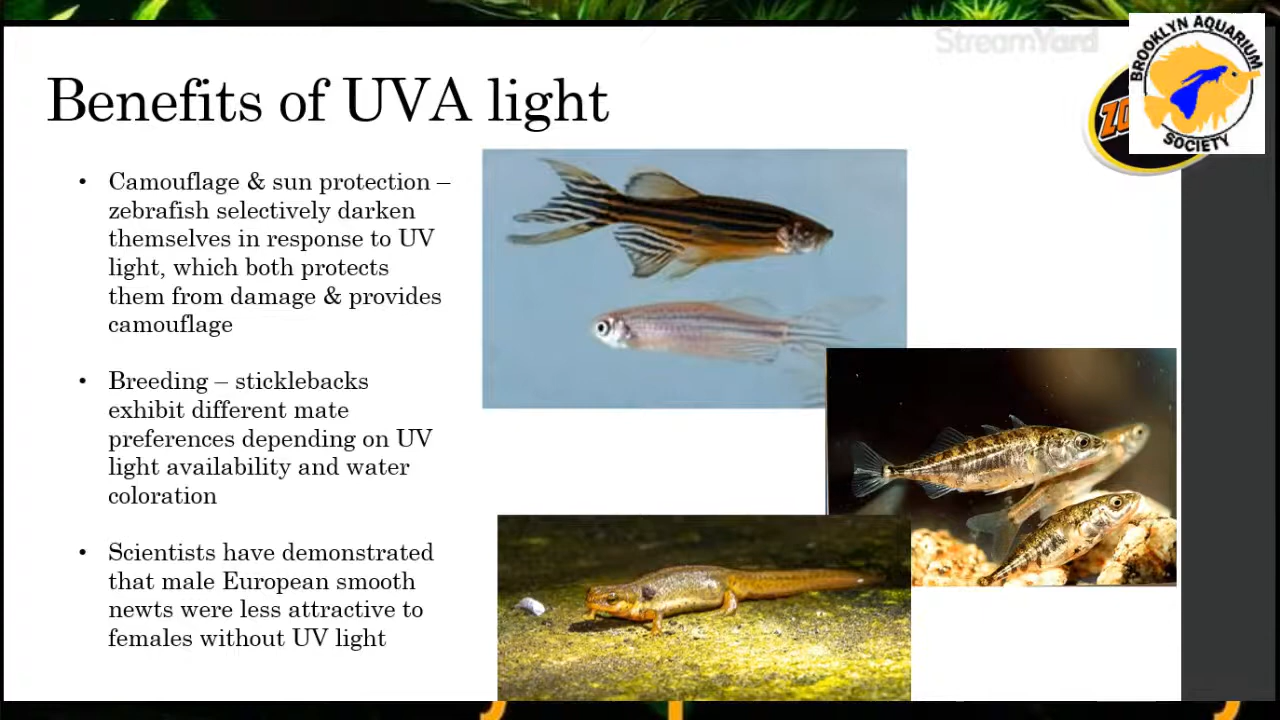 StreamYard
BROOKLYN AQUARIUM
SOCIETY
Benefits of UVA light
• Camouflage & sun protection –
zebrafish selectively darken
themselves in response to UV
light, which both protects
them from damage & provides
camouflage
• Breeding – sticklebacks
exhibit different mate
preferences depending on UV
light availability and water
coloration
• Scientists have demonstrated
that male European smooth
newts were less attractive to
females without UV light